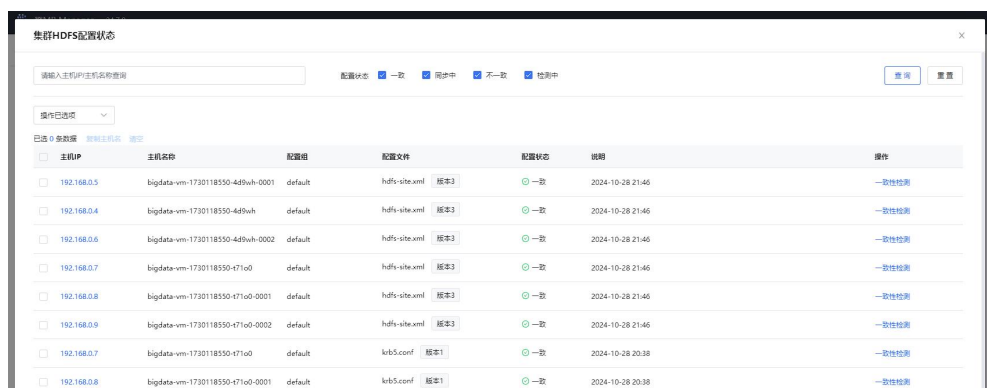 集群HDFS配置状态
请输入主机IP/主机名称查询 配置状态 一致 同步中 不一致 检测中 查询 重置
操作已选项
已选 0 条数据 复制主机名 清空
主机IP 主机名称 配置组 配置文件 配置状态 说明 操作
192.168.0.5 bigdata-vm-1730118550-4d9wh-0001 default hdfs-site.xml 版本3 一致 2024-10-28 21:46 一致性检测
192.168.0.4 bigdata-vm-1730118550-4d9wh default hdfs-site.xml 版本3 一致 2024-10-28 21:46 一致性检测
192.168.0.6 bigdata-vm-1730118550-4d9wh-0002 default hdfs-site.xml 版本3 一致 2024-10-28 21:46 一致性检测
192.168.0.7 bigdata-vm-1730118550-t71o0 default hdfs-site.xml 版本3 一致 2024-10-28 21:46 一致性检测
192.168.0.8 bigdata-vm-1730118550-t71o0-0001 default hdfs-site.xml 版本3 一致 2024-10-28 21:46 一致性检测
192.168.0.9 bigdata-vm-1730118550-t71o0-0002 default hdfs-site.xml 版本3 一致 2024-10-28 21:46 一致性检测
192.168.0.7 bigdata-vm-1730118550-t71o0 default krb5.conf 版本1 一致 2024-10-28 20:38 一致性检测
192.168.0.8 bigdata-vm-1730118550-t71o0-0001 default krb5.conf 版本1 一致 2024-10-28 20:38 一致性检测